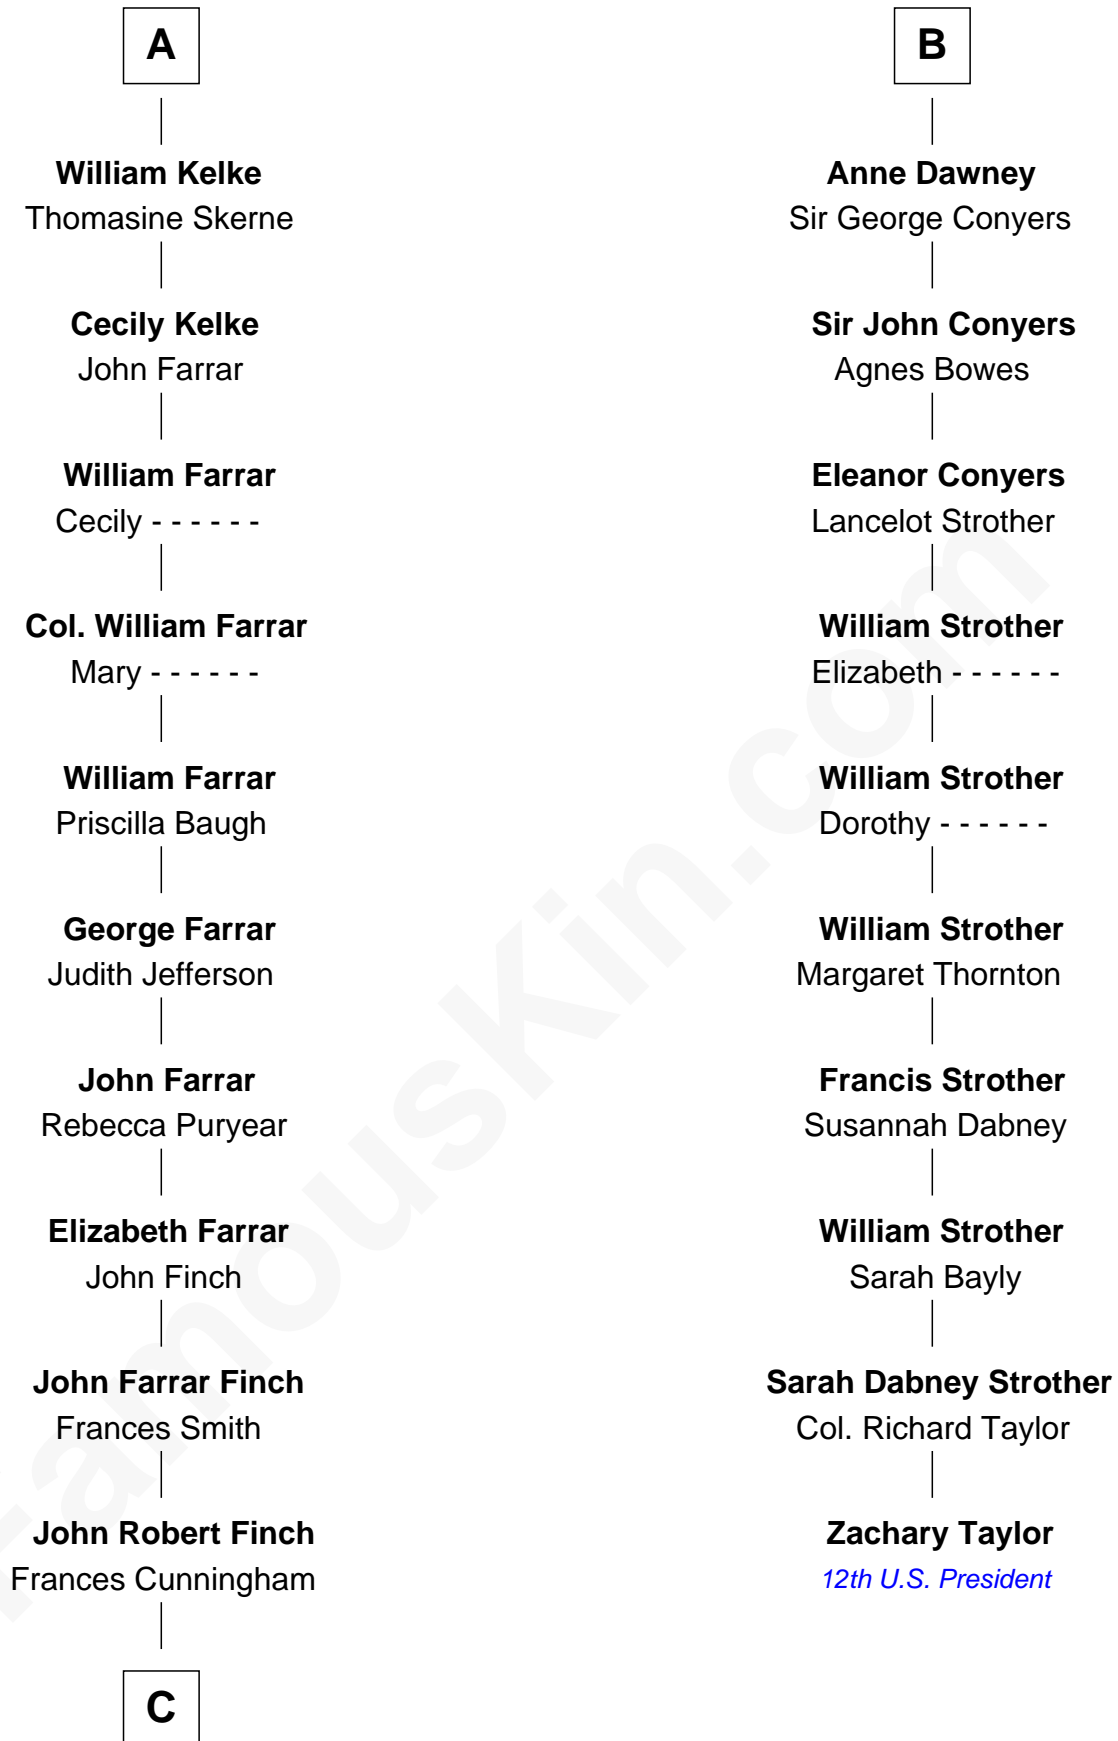 A
William Kelke
Thomasine Skerne
Cecily Kelke
John Farrar
William Farrar
Cecily - - - - - -
Col. William Farrar
Mary - - - - - -
William Farrar
Priscilla Baugh
George Farrar
Judith Jefferson
John Farrar
Rebecca Puryear
Elizabeth Farrar
John Finch
John Farrar Finch
Frances Smith
John Robert Finch
Frances Cunningham
C
B
Anne Dawney
Sir George Conyers
Sir John Conyers
Agnes Bowes
Eleanor Conyers
Lancelot Strother
William Strother
Elizabeth - - - - - -
William Strother
Dorothy - - - - - -
William Strother
Margaret Thornton
Francis Strother
Susannah Dabney
William Strother
Sarah Bayly
Sarah Dabney Strother
Col. Richard Taylor
Zachary Taylor
12th U.S. President
FamousKin.com